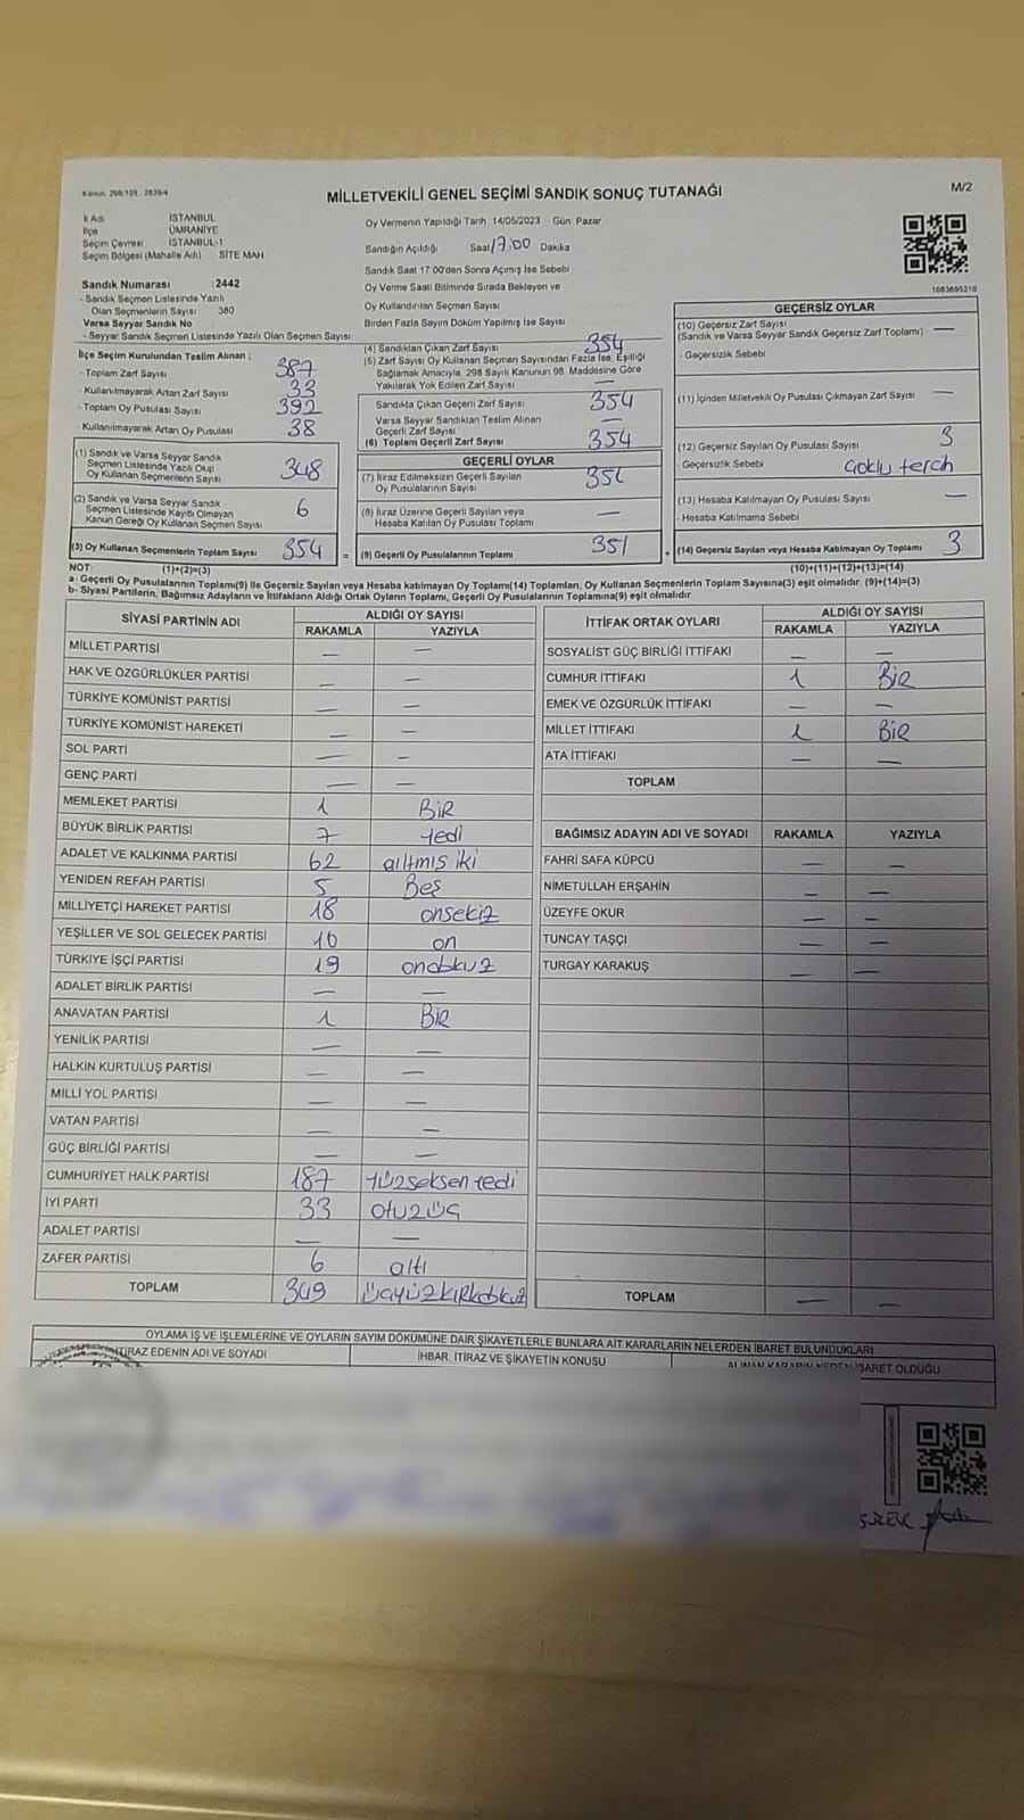 MİLLETVEKİLİ GENEL SEÇİMİ SANDIK SONUÇ TUTANAĞI
M/2
İSTANBUL
İlçe ÜMRANİYE
Seçim Çevresi İSTANBUL-1
Seçim Bölgesi (Mahalle Adı) SİTE MAH
Sandık Numarası :2442
- Sandık Seçmen Listesinde Yazılı
Olan Seçmenlerin Sayısı 380
Varsa Seyyar Sandık No
- Seyyar Sandık Seçmen Listesinde Yazılı Olan Seçmen Sayısı
Oy Vermenin Yapıldığı Tarih 14/05/2023 Gün: Pazar
Sandığın Açıldığı Saat 17:00 Dakika
Sandık Saat 17:00'den Sonra Açılmış İse Sebebi
Oy Verme Saati Bitiminde Sırada Bekleyen ve
Oy Kullandırılan Seçmen Sayısı
Birden Fazla Sayım Döküm Yapılmış İse Sayısı
1083695210
İlçe Seçim Kurulundan Teslim Alınan :
- Toplam Zarf Sayısı 387
- Kullanılmayarak Artan Zarf Sayısı 33
- Toplam Oy Pusulası Sayısı 392
- Kullanılmayarak Artan Oy Pusulası 38
(1) Sandık ve Varsa Seyyar Sandık
Seçmen Listesinde Yazılı Olup
Oy Kullanan Seçmenlerin Sayısı 348
(2) Sandık ve Varsa Seyyar Sandık
Seçmen Listesinde Kayıtlı Olmayan
Kanun Gereği Oy Kullanan Seçmen Sayısı 6
(3) Oy Kullanan Seçmenlerin Toplam Sayısı 354
(1)+(2)=(3)
(4) Sandıktan Çıkan Zarf Sayısı 354
(5) Zarf Sayısı Oy Kullanan Seçmen Sayısından Fazla İse, Eşitliği
Sağlamak Amacıyla, 298 Sayılı Kanunun 98. Maddesine Göre
Yakılarak Yok Edilen Zarf Sayısı —
Sandıkta Çıkan Geçerli Zarf Sayısı 354
Varsa Seyyar Sandıktan Teslim Alınan
Geçerli Zarf Sayısı —
(6) Toplam Geçerli Zarf Sayısı 354
GEÇERLİ OYLAR
(7) İtiraz Edilmeksizin Geçerli Sayılan
Oy Pusulalarının Sayısı
(8) İtiraz Üzerine Geçerli Sayılan veya
Hesaba Katılan Oy Pusulası Toplamı —
= (9) Geçerli Oy Pusulalarının Toplamı 351
GEÇERSİZ OYLAR
(10) Geçersiz Zarf Sayısı
(Sandık ve Varsa Seyyar Sandık Geçersiz Zarf Toplamı) —
- Geçersizlik Sebebi
(11) İçinden Milletvekili Oy Pusulası Çıkmayan Zarf Sayısı —
(12) Geçersiz Sayılan Oy Pusulası Sayısı 3
- Geçersizlik Sebebi çoklu terch
(13) Hesaba Katılmayan Oy Pusulası Sayısı —
- Hesaba Katılmama Sebebi
+ (14) Geçersiz Sayılan veya Hesaba Katılmayan Oy Toplamı 3
(10)+(11)+(12)+(13)=(14)
NOT:
a- Geçerli Oy Pusulalarının Toplamı(9) İle Geçersiz Sayılan veya Hesaba katılmayan Oy Toplamı(14) Toplamları, Oy Kullanan Seçmenlerin Toplam Sayısına(3) eşit olmalıdır. (9)+(14)=(3)
b- Siyasi Partilerin, Bağımsız Adayların ve İttifakların Aldığı Ortak Oyların Toplamı, Geçerli Oy Pusulalarının Toplamına(9) eşit olmalıdır.
SİYASİ PARTİNİN ADI ALDIĞI OY SAYISI
RAKAMLA YAZIYLA
MİLLET PARTİSİ — —
HAK VE ÖZGÜRLÜKLER PARTİSİ — —
TÜRKİYE KOMÜNİST PARTİSİ — —
TÜRKİYE KOMÜNİST HAREKETİ — —
SOL PARTİ — —
GENÇ PARTİ — —
MEMLEKET PARTİSİ 1 BİR
BÜYÜK BİRLİK PARTİSİ 7 Yedi
ADALET VE KALKINMA PARTİSİ 62 altmış iki
YENİDEN REFAH PARTİSİ 5 Beş
MİLLİYETÇİ HAREKET PARTİSİ 18 onsekiz
YEŞİLLER VE SOL GELECEK PARTİSİ 10 on
TÜRKİYE İŞÇİ PARTİSİ 19 ondokuz
ADALET BİRLİK PARTİSİ — —
ANAVATAN PARTİSİ 1 BİR
YENİLİK PARTİSİ — —
HALKIN KURTULUŞ PARTİSİ — —
MİLLİ YOL PARTİSİ — —
VATAN PARTİSİ — —
GÜÇ BİRLİĞİ PARTİSİ — —
CUMHURİYET HALK PARTİSİ 187 Yüzseksen yedi
İYİ PARTİ 33 otuzüç
ADALET PARTİSİ — —
ZAFER PARTİSİ 6 altı
TOPLAM 349 üçyüzkırkdokuz
İTTİFAK ORTAK OYLARI ALDIĞI OY SAYISI
RAKAMLA YAZIYLA
SOSYALİST GÜÇ BİRLİĞİ İTTİFAKI — —
CUMHUR İTTİFAKI 1 BİR
EMEK VE ÖZGÜRLÜK İTTİFAKI — —
MİLLET İTTİFAKI 1 BİR
ATA İTTİFAKI — —
TOPLAM
BAĞIMSIZ ADAYIN ADI VE SOYADI RAKAMLA YAZIYLA
FAHRİ SAFA KÜPCÜ — —
NİMETULLAH ERŞAHİN — —
ÜZEYFE OKUR — —
TUNCAY TAŞÇI — —
TURGAY KARAKUŞ — —
TOPLAM — —
OYLAMA İŞ VE İŞLEMLERİNE VE OYLARIN SAYIM DÖKÜMÜNE DAİR ŞİKAYETLERLE BUNLARA AİT KARARLARIN NELERDEN İBARET BULUNDUKLARI
İTİRAZ EDENİN ADI VE SOYADI
İHBAR, İTİRAZ VE ŞİKAYETİN KONUSU
ALINAN KARARIN NEDEN İBARET OLDUĞU